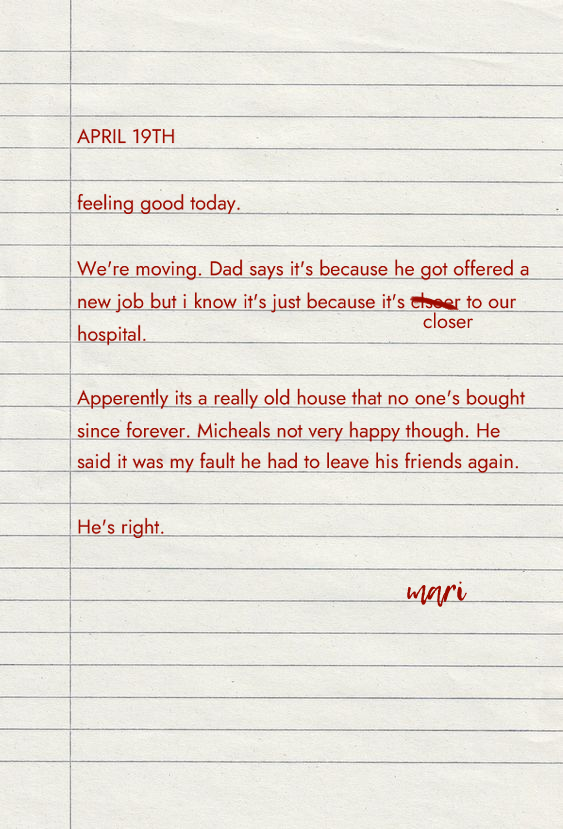 APRIL 19TH
feeling good today.
We're moving. Dad says it's because he got offered a
new job but i know it's just because it's clsoer to our
closer
hospital.
Apperently its a really old house that no one's bought
since forever. Micheals not very happy though. He
said it was my fault he had to leave his friends again.
He's right.
mari